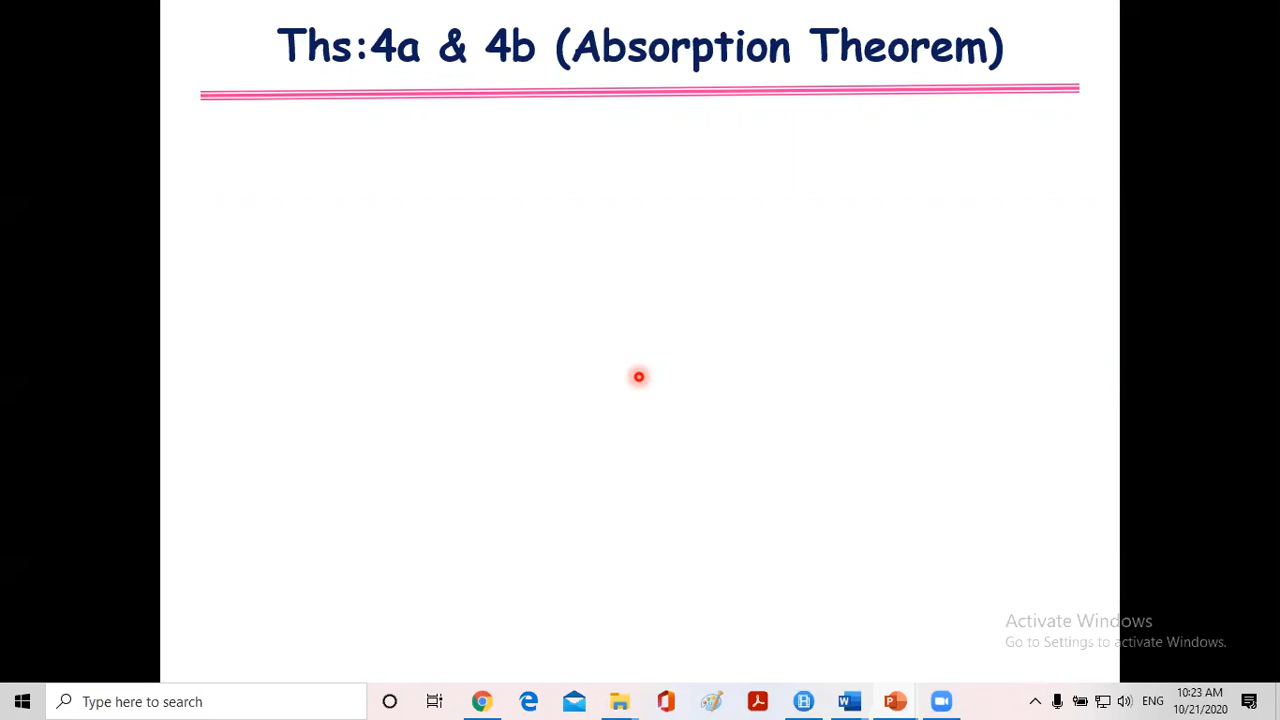 Ths:4a & 4b (Absorption Theorem)
Activate Windows
Go to Settings to activate Windows.
Type here to search
ENG
10:23 AM
10/21/2020